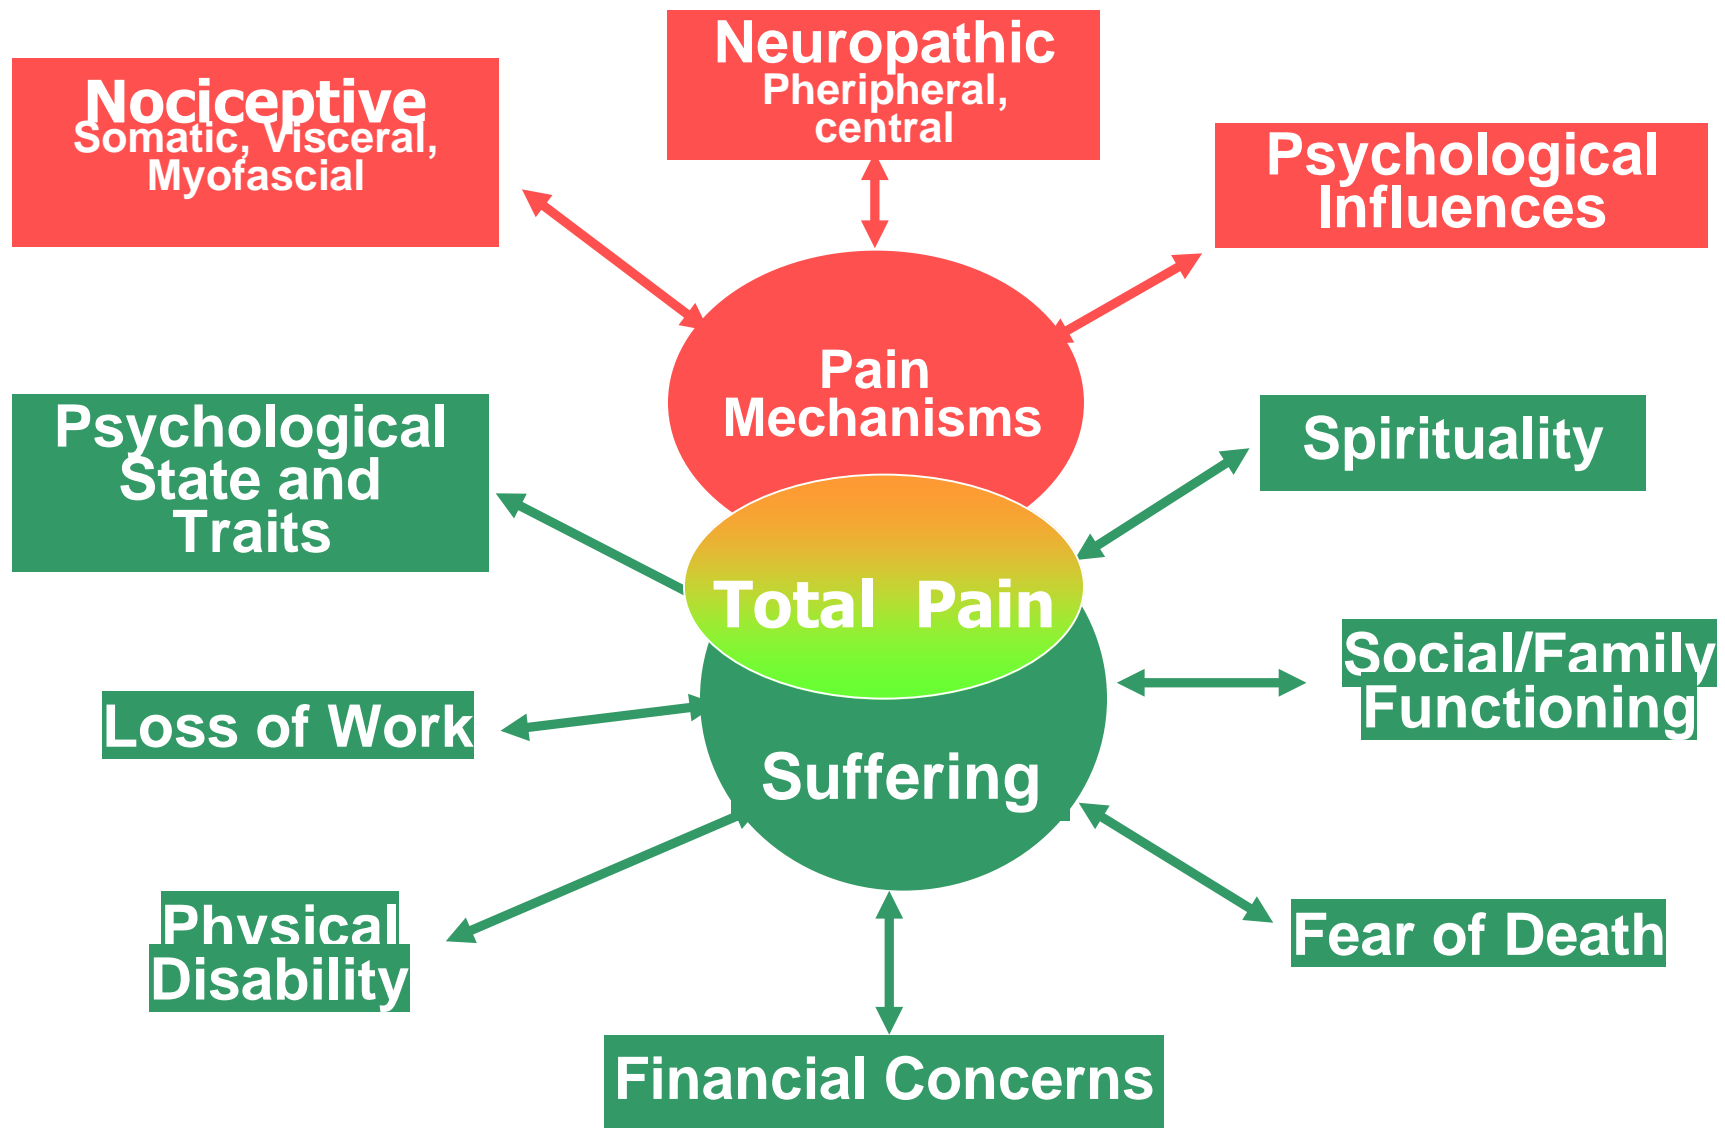 Neuropathic
Pheripheral,
central
Nociceptive
Somatic, Visceral,
Myofascial
Psychological
Influences
Pain
Mechanisms
Psychological
State and
Traits
Spirituality
Total Pain
Social/Family
Functioning
Loss of Work
Suffering
Physical
Disability
Fear of Death
Financial Concerns